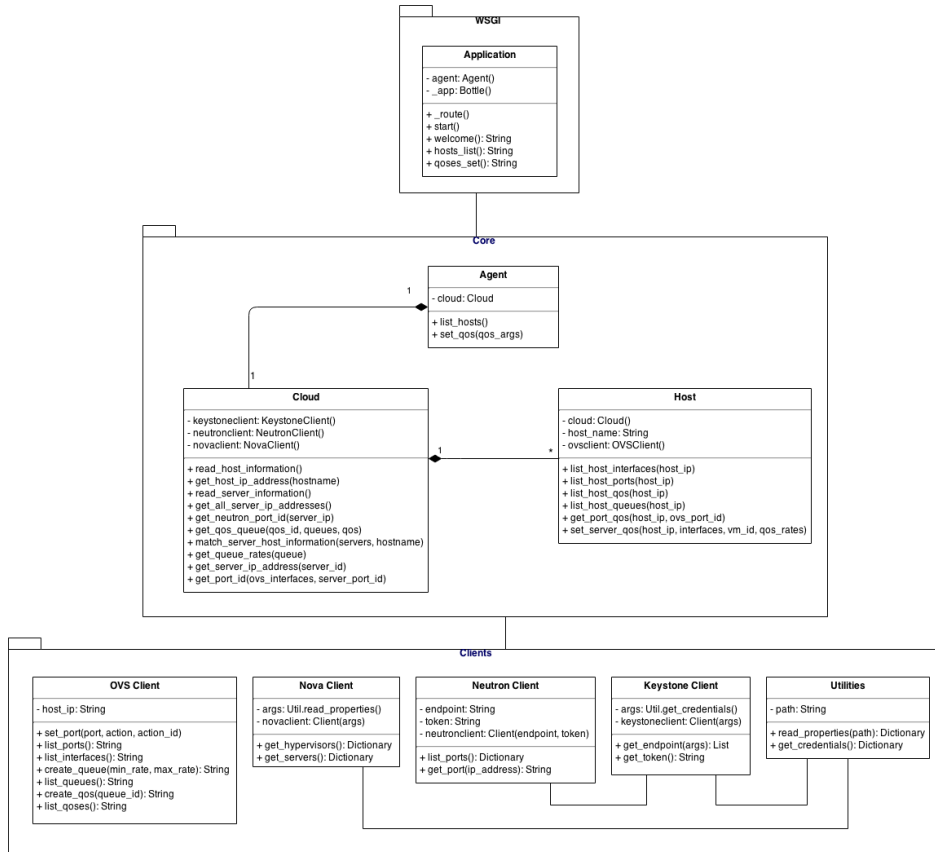 WSGI
Application
- agent: Agent()
- _app: Bottle()
+ _route()
+ start()
+ welcome(): String
+ hosts_list(): String
+ qoses_set(): String
Core
Agent
- cloud: Cloud
+ list_hosts()
+ set_qos(qos_args)
1
1
Cloud
- keystoneclient: KeystoneClient()
- neutronclient: NeutronClient()
- novaclient: NovaClient()
+ read_host_information()
+ get_host_ip_address(hostname)
+ read_server_information()
+ get_all_server_ip_addresses()
+ get_neutron_port_id(server_ip)
+ get_qos_queue(qos_id, queues, qos)
+ match_server_host_information(servers, hostname)
+ get_queue_rates(queue)
+ get_server_ip_address(server_id)
+ get_port_id(ovs_interfaces, server_port_id)
1
*
Host
- cloud: Cloud()
- host_name: String
- ovsclient: OVSClient()
+ list_host_interfaces(host_ip)
+ list_host_ports(host_ip)
+ list_host_qos(host_ip)
+ list_host_queues(host_ip)
+ get_port_qos(host_ip, ovs_port_id)
+ set_server_qos(host_ip, interfaces, vm_id, qos_rates)
Clients
OVS Client
- host_ip: String
+ set_port(port, action, action_id)
+ list_ports(): String
+ list_interfaces(): String
+ create_queue(min_rate, max_rate): String
+ list_queues(): String
+ create_qos(queue_id): String
+ list_qoses(): String
Nova Client
- args: Util.read_properties()
- novaclient: Client(args)
+ get_hypervisors(): Dictionary
+ get_servers(): Dictionary
Neutron Client
- endpoint: String
- token: String
- neutronclient: Client(endpoint, token)
+ list_ports(): Dictionary
+ get_port(ip_address): String
Keystone Client
- args: Util.get_credentials()
- keystoneclient: Client(args)
+ get_endpoint(args): List
+ get_token(): String
Utilities
- path: String
+ read_properties(path): Dictionary
+ get_credentials(): Dictionary